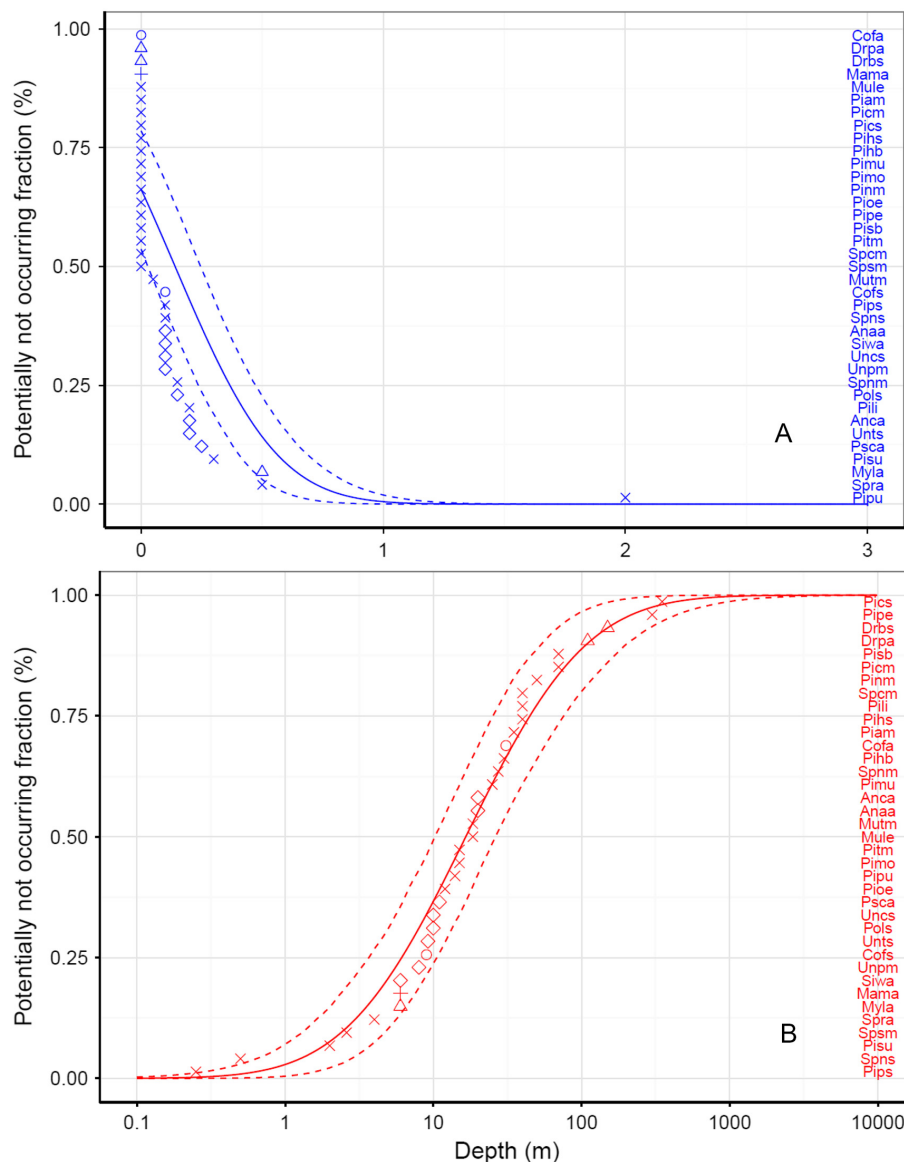 Potentially not occurring fraction (%)
1.00
0.75
0.50
0.25
0.00
0 1 2 3
A
Cofa
Drpa
Drbs
Mama
Mule
Piam
Picm
Pics
Pihs
Pihb
Pimu
Pimo
Pinm
Pioe
Pipe
Pisb
Pitm
Spcm
Spsm
Mutm
Cofs
Pips
Spns
Anaa
Siwa
Uncs
Unpm
Spnm
Pols
Pili
Anca
Unts
Psca
Pisu
Myla
Spra
Pipu
Potentially not occurring fraction (%)
1.00
0.75
0.50
0.25
0.00
0.1 1 10 100 1000 10000
Depth (m)
B
Pics
Pipe
Drbs
Drpa
Pisb
Picm
Pinm
Spcm
Pili
Pihs
Piam
Cofa
Pihb
Spnm
Pimu
Anca
Anaa
Mutm
Mule
Pitm
Pimo
Pipu
Pioe
Psca
Uncs
Pols
Unts
Cofs
Unpm
Siwa
Mama
Myla
Spra
Spsm
Pisu
Spns
Pips